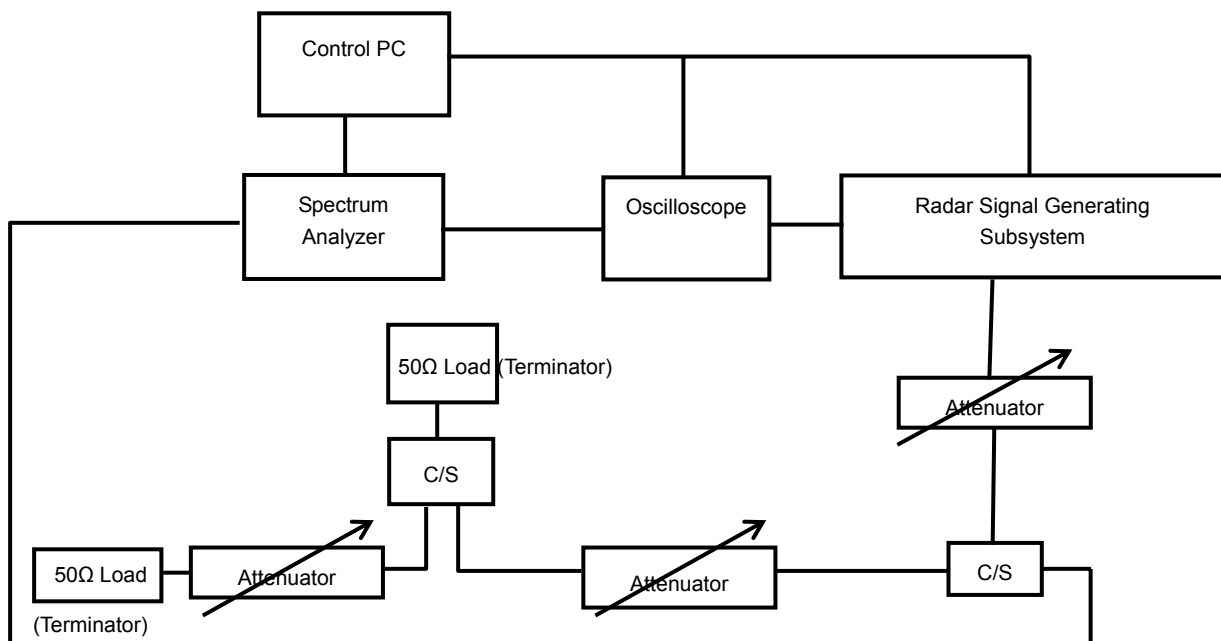 Control PC
Spectrum
Analyzer
Oscilloscope
Radar Signal Generating
Subsystem
50Ω Load (Terminator)
Attenuator
C/S
50Ω Load
(Terminator)
Attenuator
Attenuator
C/S